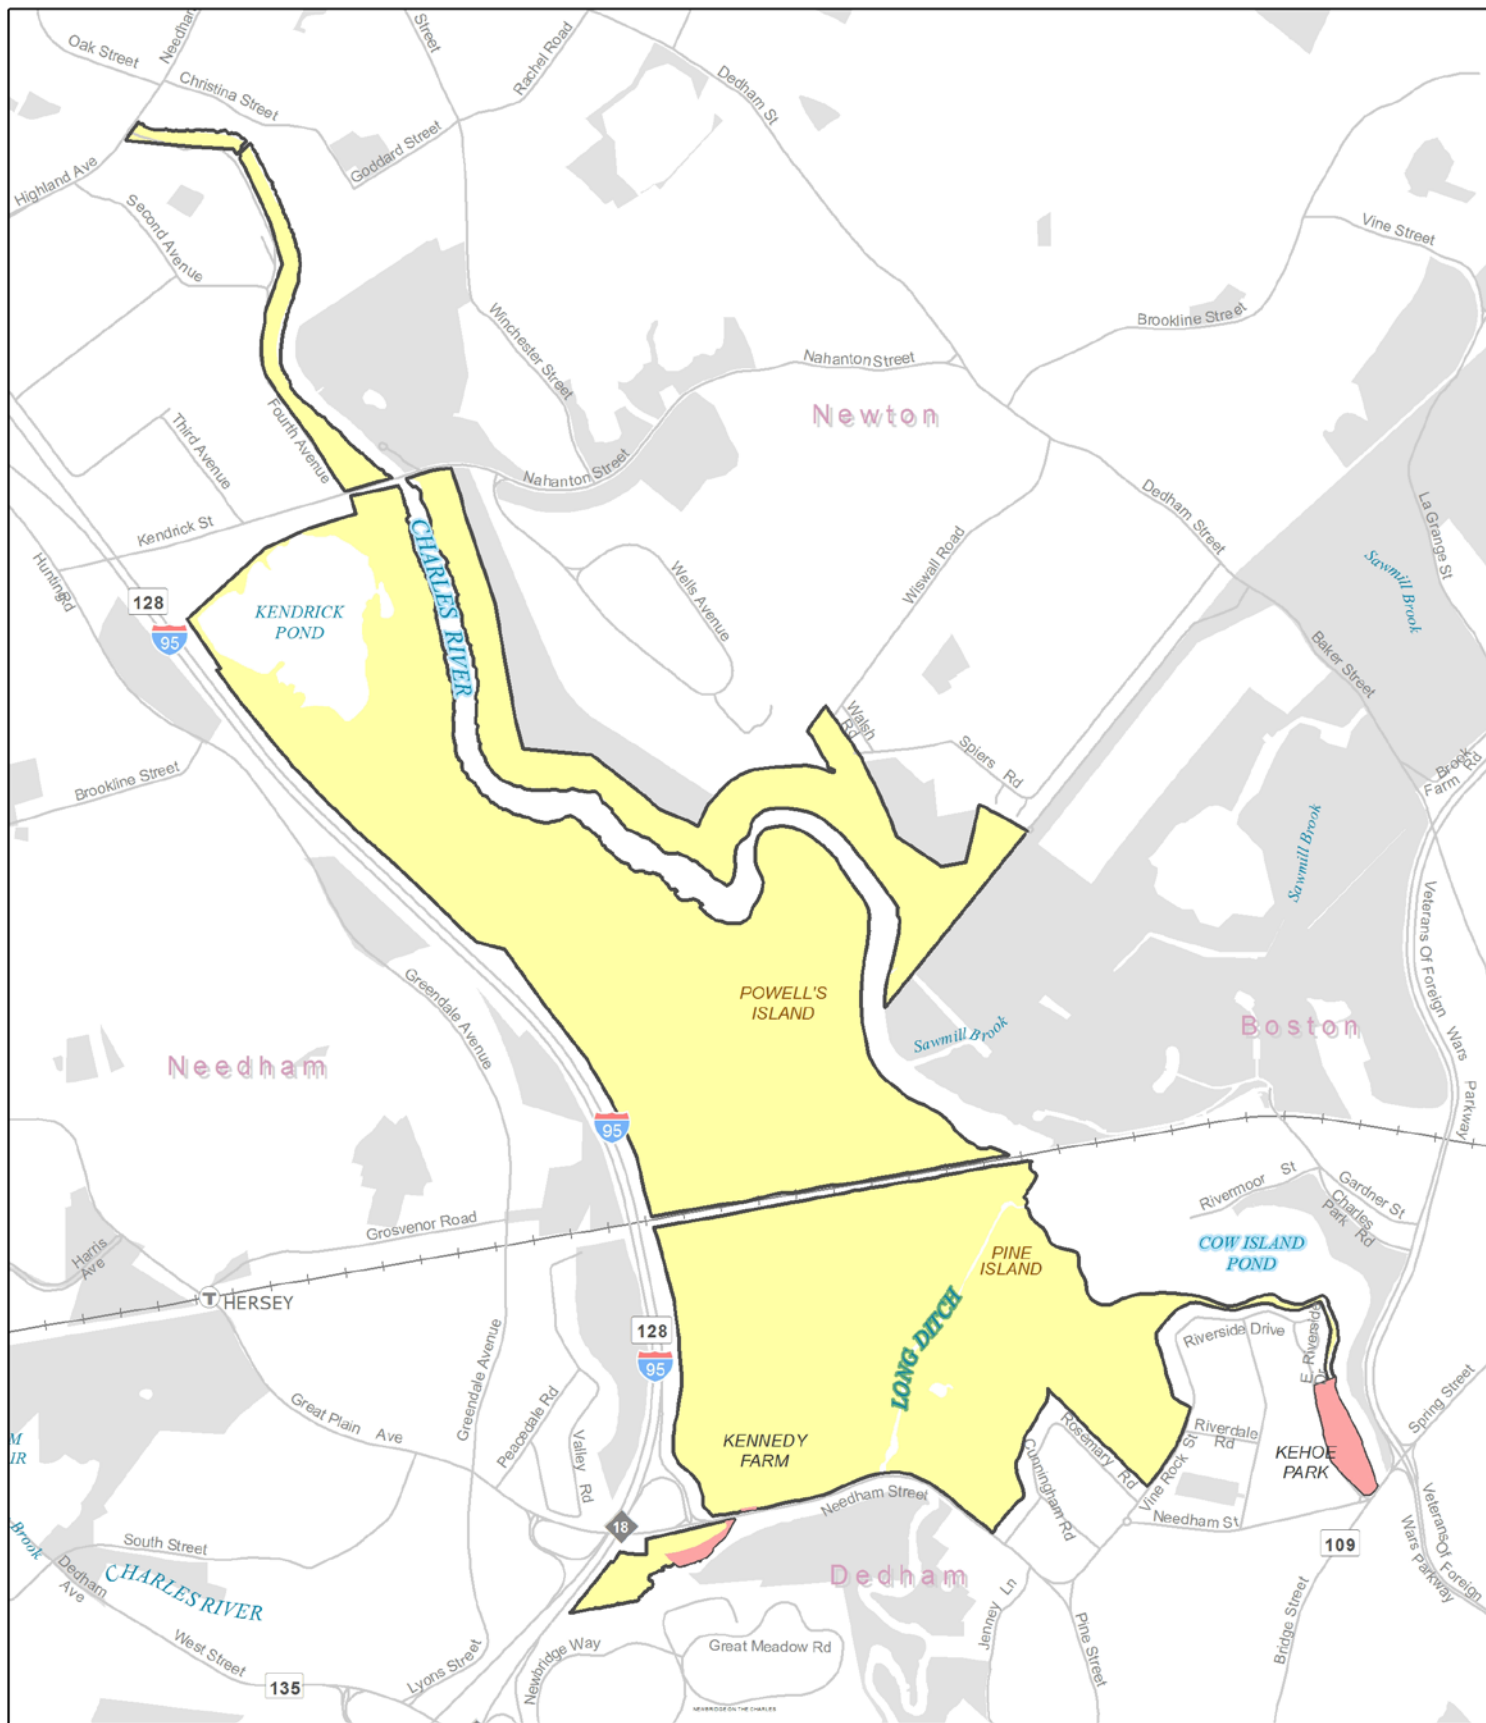 Oak Street
Needham
Street
Rachel Road
Dedham St
Christina Street
Goddard Street
Highland Ave
Second Avenue
Vine Street
Winchester Street
Brookline Street
Nahanton Street
Newton
Fourth Avenue
Third Avenue
Nahanton Street
Kendrick St
Dedham Street
La Grange St
CHARLES RIVER
Hunting Rd
Wells Avenue
Wiswall Road
Sawmill Brook
128
95
KENDRICK
POND
Baker Street
Walsh
Rd
Spiers Rd
Brook
Farm Rd
Brookline Street
Sawmill Brook
Veterans Of Foreign Wars Parkway
Greendale Avenue
POWELL'S
ISLAND
Sawmill Brook
Boston
Needham
95
Grosvenor Road
Rivermoor St
Gardner St
Charles
Park Rd
Harris
Ave
COW ISLAND
POND
PINE
ISLAND
HERSEY
T
LONG DITCH
128
95
Riverside Drive
E Riverside
Dr
Greendale Avenue
Great Plain Ave
Peacedale Rd
Valley Rd
Spring Street
Rosemary Rd
Cunningham Rd
Riverdale
Rd
Vine Rock St
KENNEDY
FARM
KEHOE
PARK
M
IR
Needham Street
Needham St
18
109
Veterans Of Foreign
Wars Parkway
Brook
South Street
Dedham
Ave
CHARLES RIVER
Dedham
Jenney Ln
Pine Street
Bridge Street
West Street
Lyons Street
Newbridge Way
Great Meadow Rd
135
NEWBRIDGE ON THE CHARLES